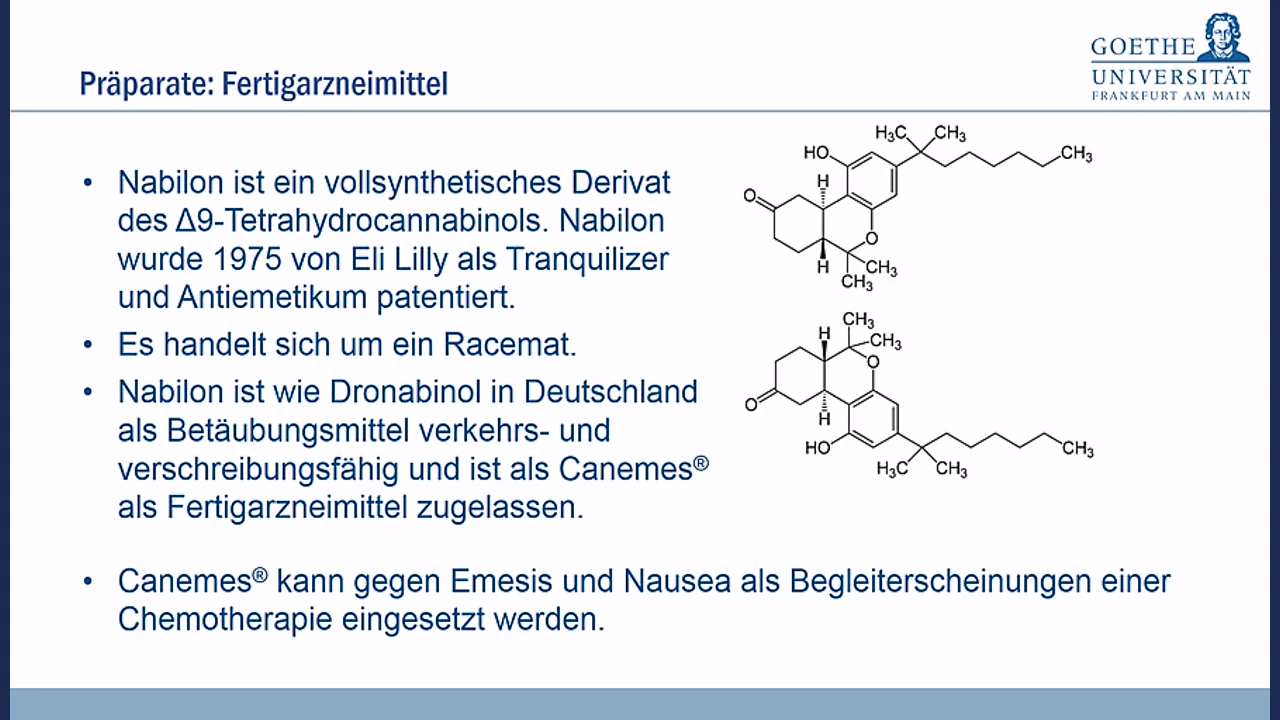 GOETHE
UNIVERSITÄT
FRANKFURT AM MAIN
Präparate: Fertigarzneimittel
• Nabilon ist ein vollsynthetisches Derivat
des Δ9-Tetrahydrocannabinols. Nabilon
wurde 1975 von Eli Lilly als Tranquilizer
und Antiemetikum patentiert.
• Es handelt sich um ein Racemat.
• Nabilon ist wie Dronabinol in Deutschland
als Betäubungsmittel verkehrs- und
verschreibungsfähig und ist als Canemes®
als Fertigarzneimittel zugelassen.
• Canemes® kann gegen Emesis und Nausea als Begleiterscheinungen einer
Chemotherapie eingesetzt werden.
H₃C CH₃
HO CH₃
H
O
O
H CH₃
CH₃
CH₃
H CH₃
O
O
H
HO CH₃
H₃C CH₃